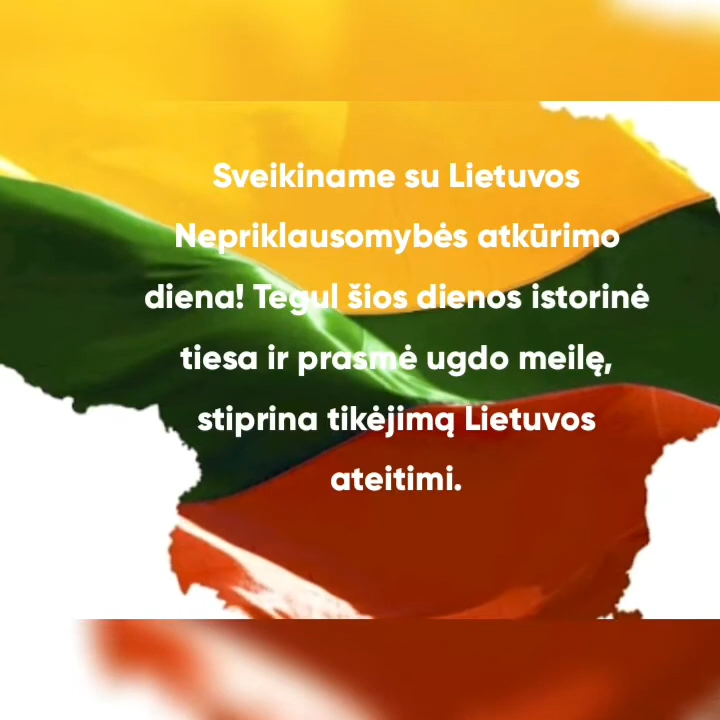 Sveikiname su Lietuvos
Nepriklausomybės atkūrimo
diena! Tegul šios dienos istorinė
tiesa ir prasmė ugdo meilę,
stiprina tikėjimą Lietuvos
ateitimi.